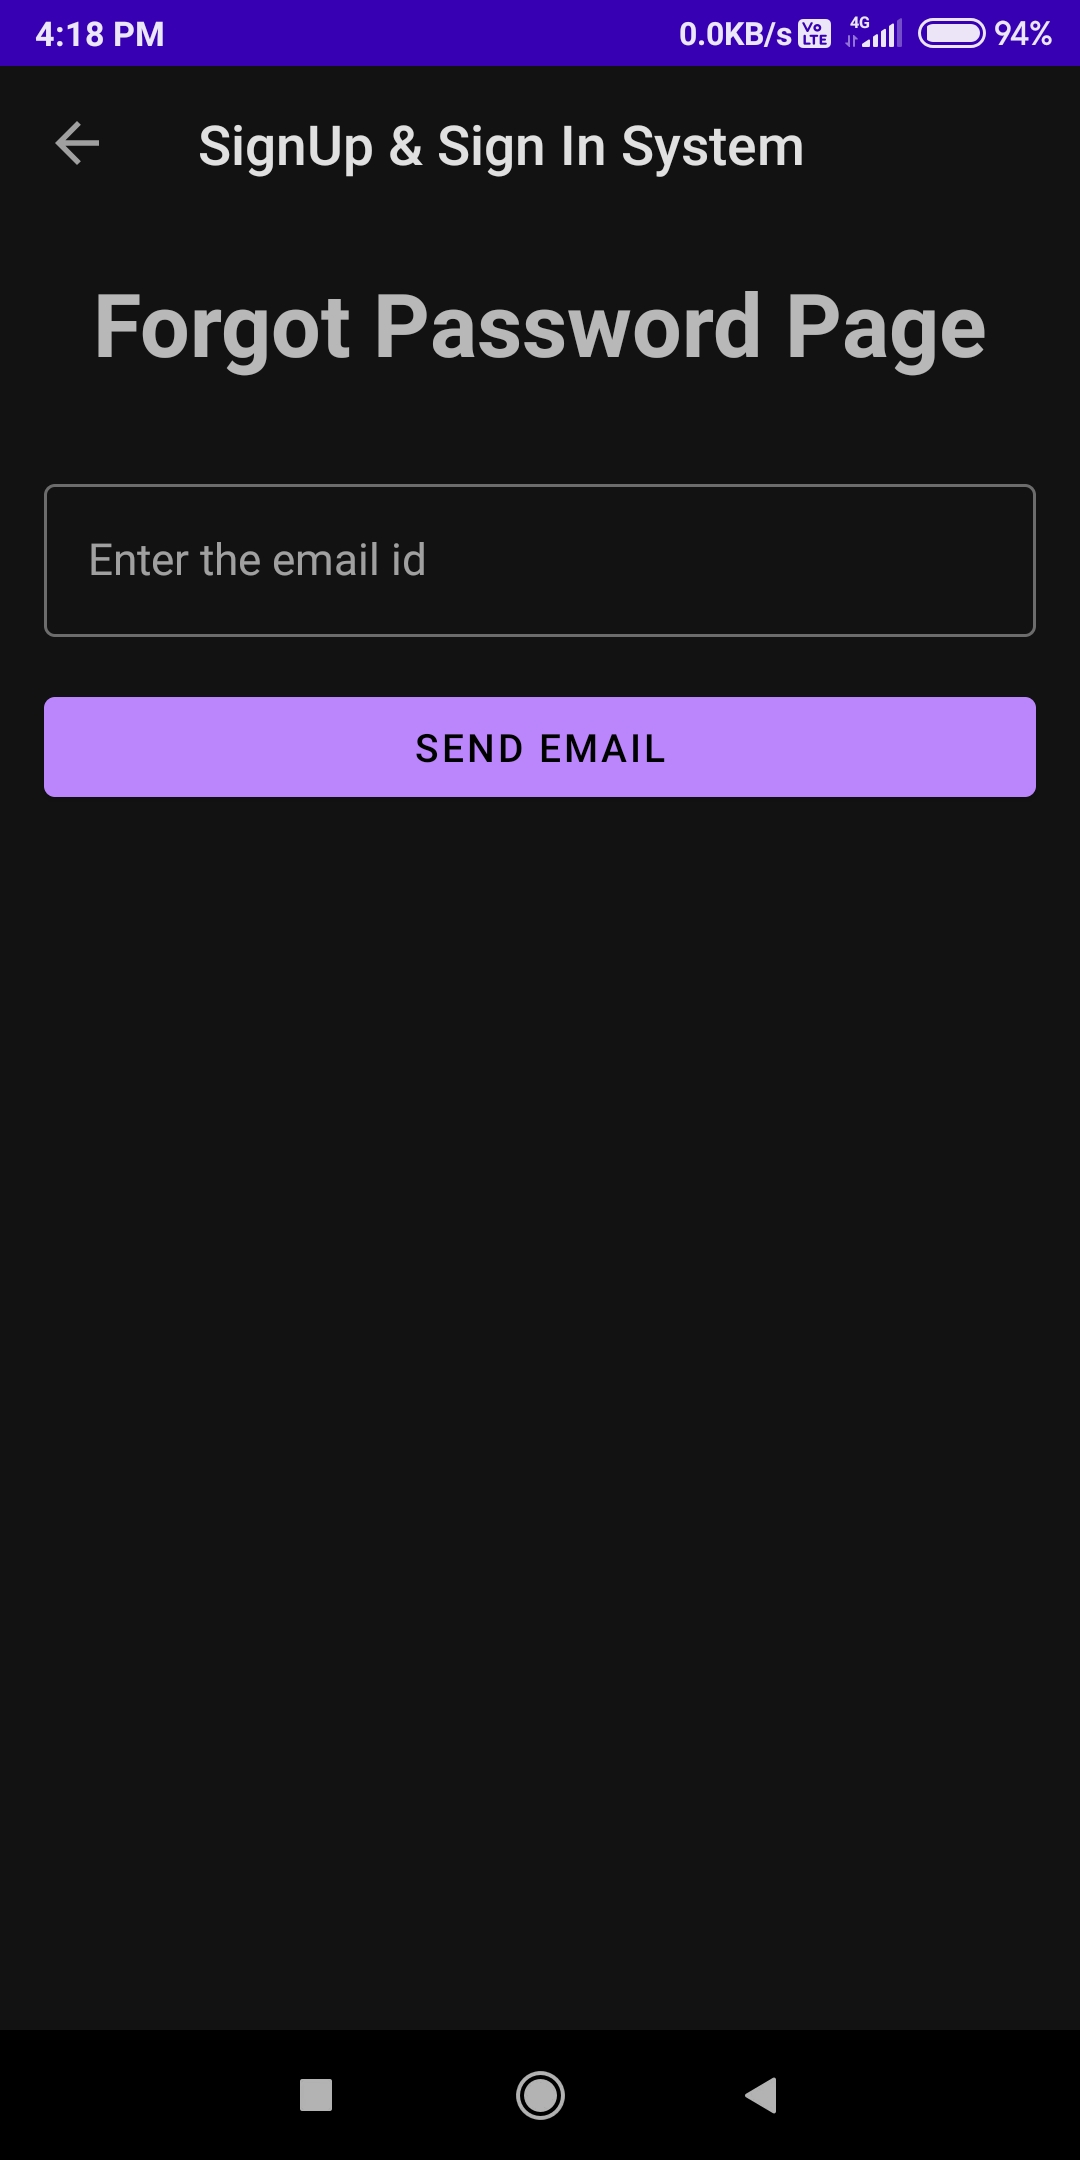 4:18 PM 0.0KB/s Vo LTE 4G 94%
SignUp & Sign In System
Forgot Password Page
Enter the email id
SEND EMAIL